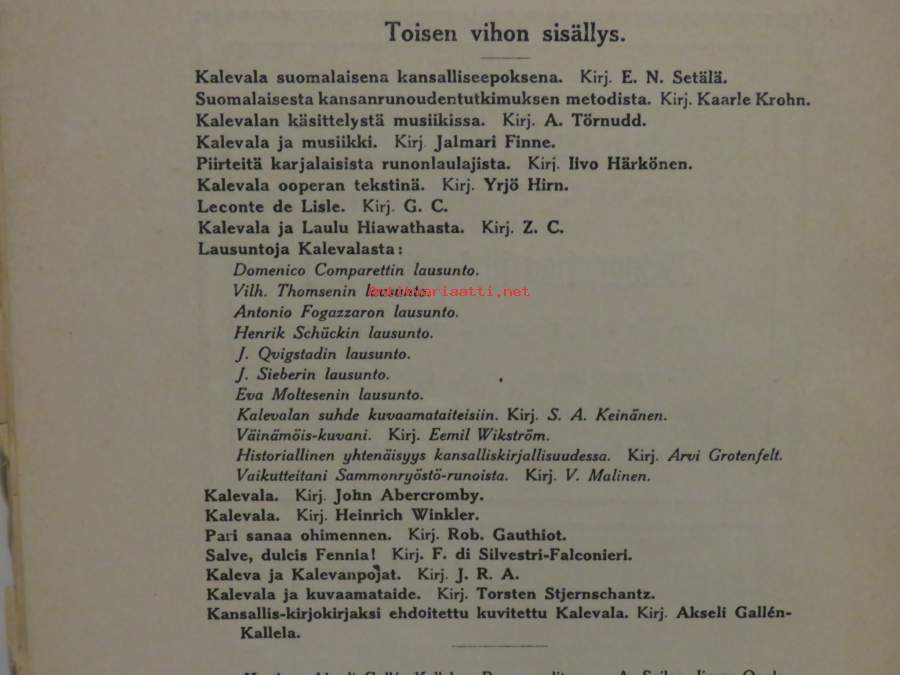 Toisen vihon sisällys.
Kalevala suomalaisena kansalliseepoksena. Kirj. E. N. Setälä.
Suomalaisesta kansanrunoudentutkimuksen metodista. Kirj. Kaarle Krohn.
Kalevalan käsittelystä musiikissa. Kirj. A. Törnudd.
Kalevala ja musiikki. Kirj. Jalmari Finne.
Piirteitä karjalaisista runonlaulajista. Kirj. Iivo Härkönen.
Kalevala ooperan tekstinä. Kirj. Yrjö Hirn.
Leconte de Lisle. Kirj. G. C.
Kalevala ja Laulu Hiawathasta. Kirj. Z. C.
Lausuntoja Kalevalasta:
Domenico Comparettin lausunto.
Vilh. Thomsenin lausunto.
antikvariaatti.net
Antonio Fogazzaron lausunto.
Henrik Schückin lausunto.
J. Qvigstadin lausunto.
J. Sieberin lausunto.
Eva Moltesenin lausunto.
Kalevalan suhde kuvaamataiteisiin. Kirj. S. A. Keinänen.
Väinämöis-kuvani. Kirj. Eemil Wikström.
Historiallinen yhtenäisyys kansalliskirjallisuudessa. Kirj. Arvi Grotenfelt.
Vaikutteitani Sammonryöstö-runoista. Kirj. V. Malinen.
Kalevala. Kirj. John Abercromby.
Kalevala. Kirj. Heinrich Winkler.
Pari sanaa ohimennen. Kirj. Rob. Gauthiot.
Salve, dulcis Fennia! Kirj. F. di Silvestri-Falconieri.
Kaleva ja Kalevanpojat. Kirj. J. R. A.
Kalevala ja kuvaamataide. Kirj. Torsten Stjernschantz.
Kansallis-kirjokirjaksi ehdoitettu kuvitettu Kalevala. Kirj. Akseli Gallén-
Kallela.